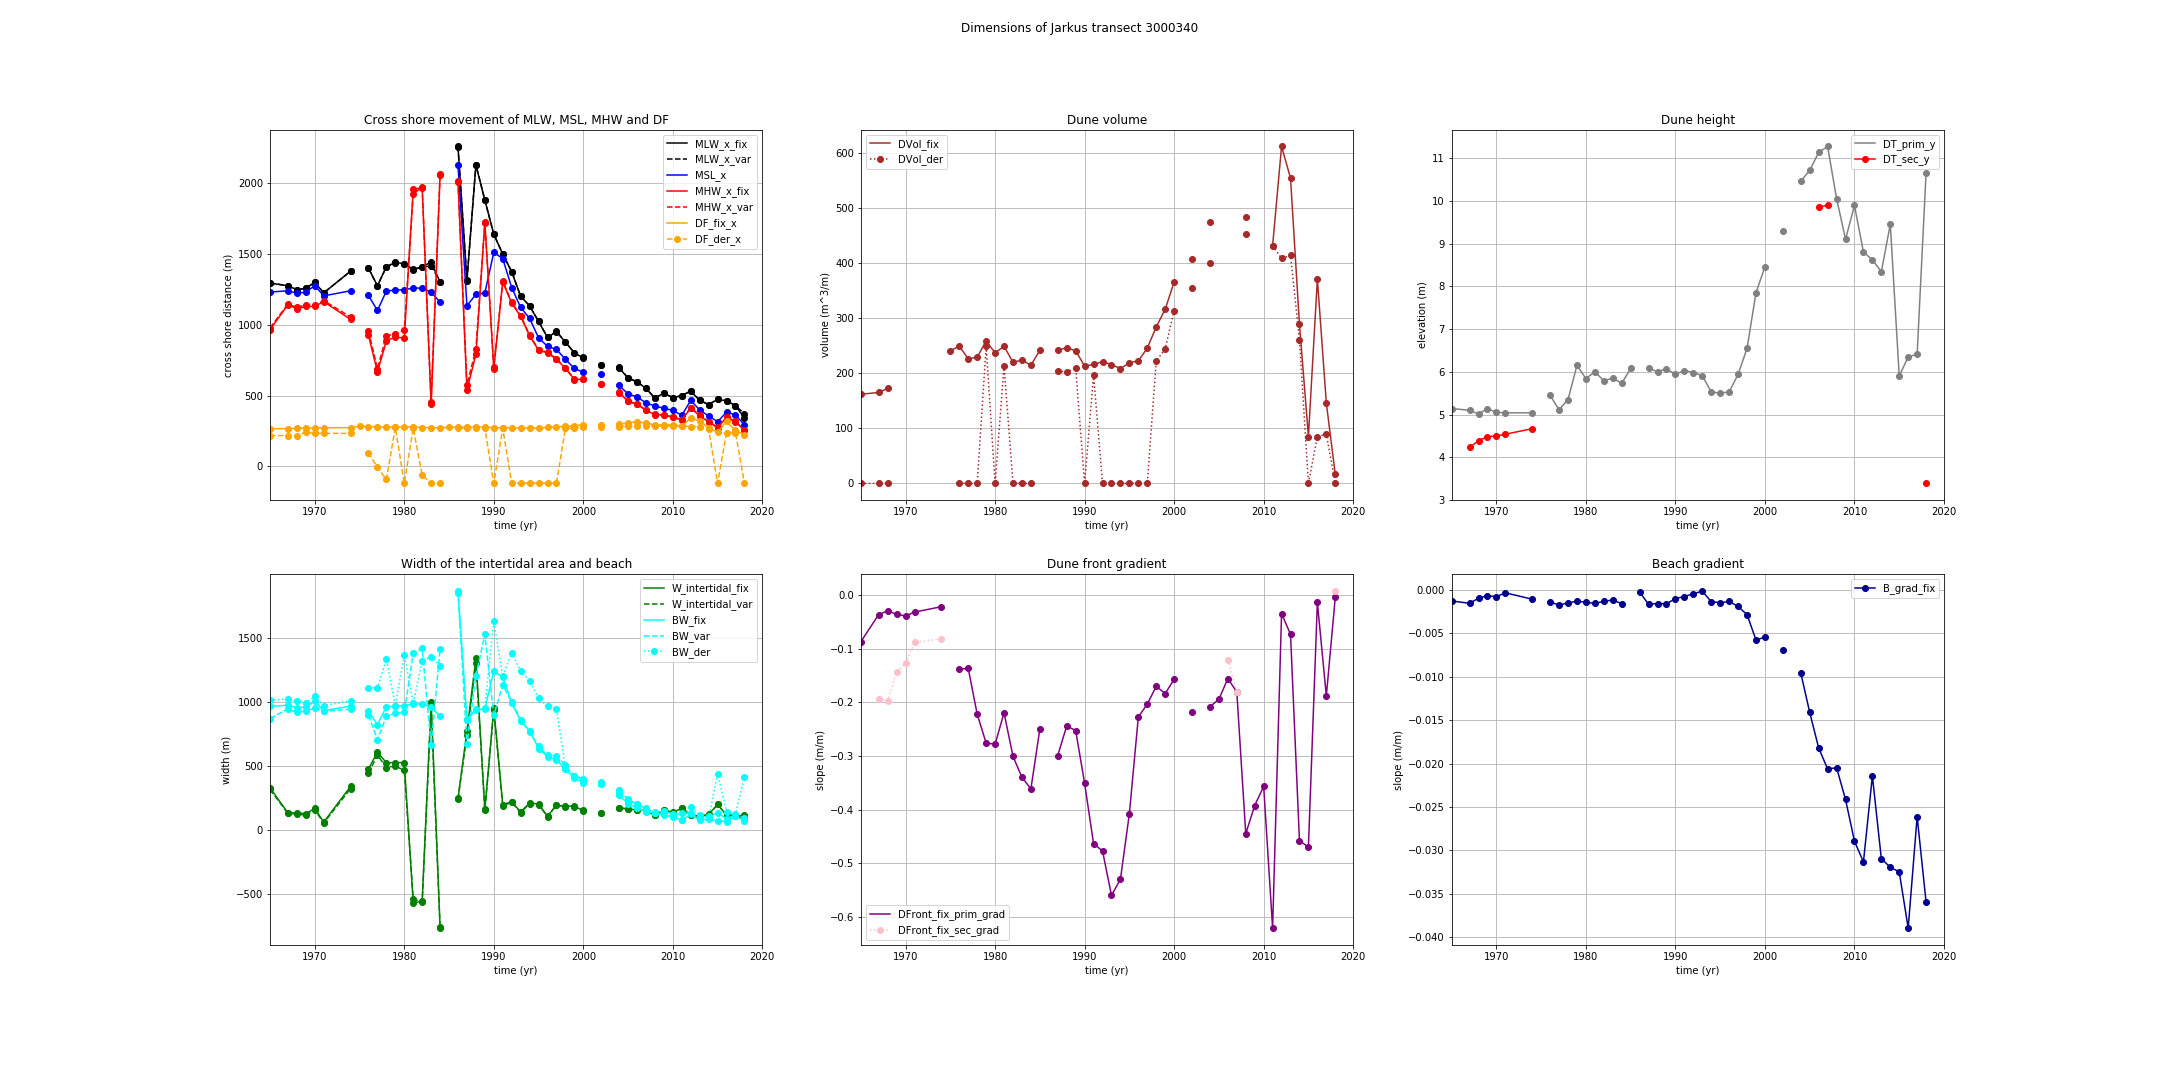 Dimensions of Jarkus transect 3000340
Cross shore movement of MLW, MSL, MHW and DF
cross shore distance (m)
2000
1500
1000
500
0
MLW_x_fix
MLW_x_var
MSL_x
MHW_x_fix
MHW_x_var
DF_fix_x
DF_der_x
1970 1980 1990 2000 2010 2020
time (yr)
Dune volume
volume (m^3/m)
600
500
400
300
200
100
0
DVol_fix
DVol_der
1970 1980 1990 2000 2010 2020
time (yr)
Dune height
elevation (m)
11
10
9
8
7
6
5
4
3
DT_prim_y
DT_sec_y
1970 1980 1990 2000 2010 2020
time (yr)
Width of the intertidal area and beach
width (m)
1500
1000
500
0
−500
W_intertidal_fix
W_intertidal_var
BW_fix
BW_var
BW_der
1970 1980 1990 2000 2010 2020
time (yr)
Dune front gradient
slope (m/m)
0.0
−0.1
−0.2
−0.3
−0.4
−0.5
−0.6
DFront_fix_prim_grad
DFront_fix_sec_grad
1970 1980 1990 2000 2010 2020
time (yr)
Beach gradient
slope (m/m)
0.000
−0.005
−0.010
−0.015
−0.020
−0.025
−0.030
−0.035
−0.040
B_grad_fix
1970 1980 1990 2000 2010 2020
time (yr)